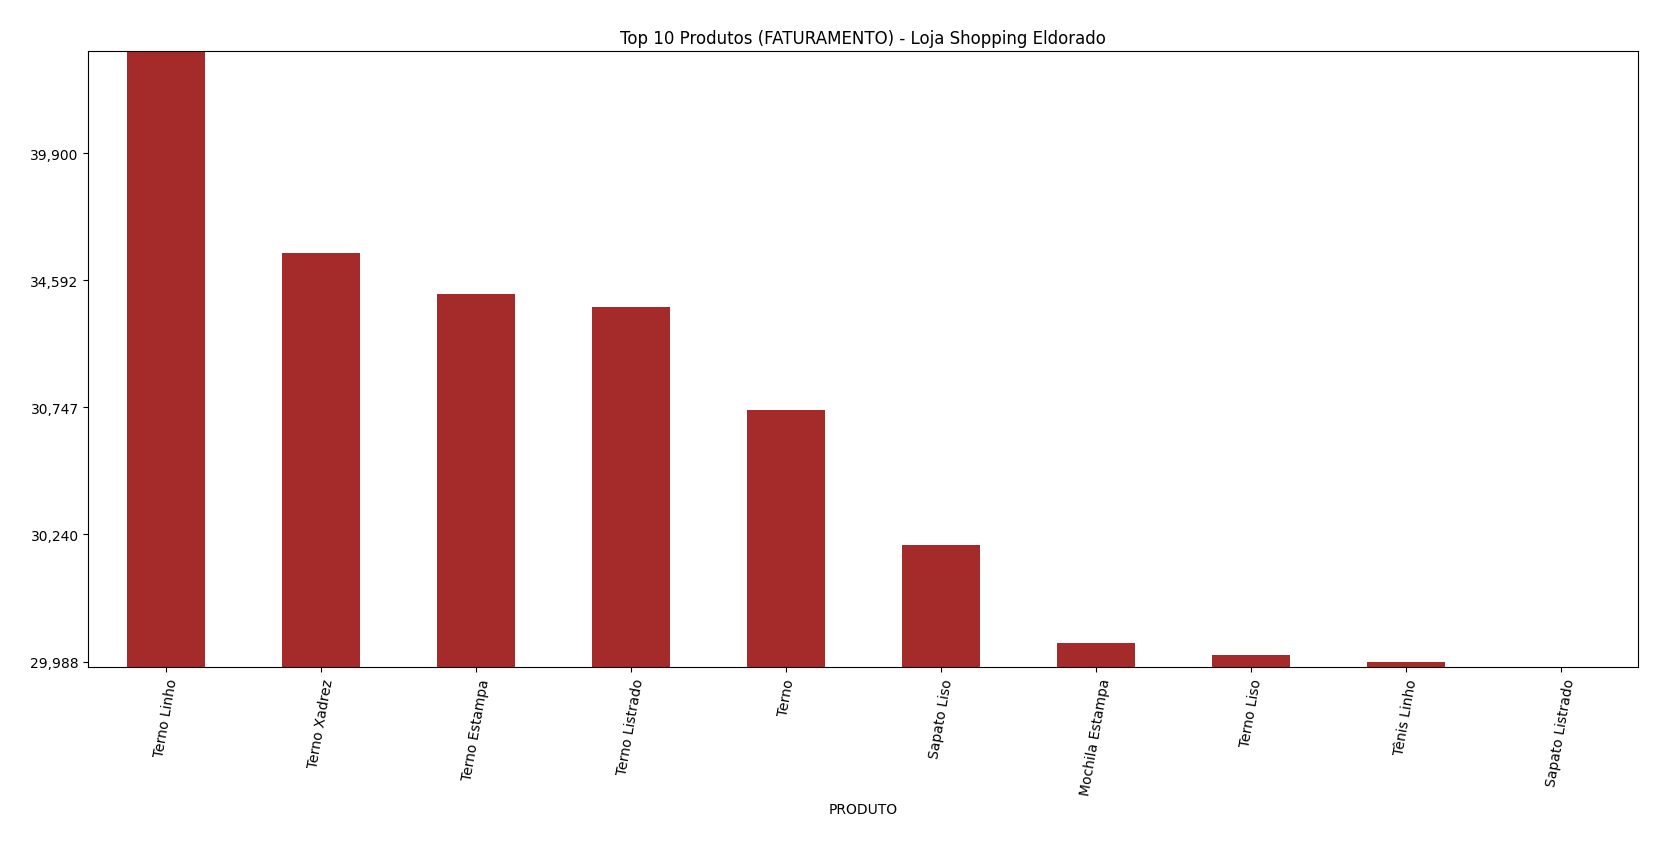 Top 10 Produtos (FATURAMENTO) - Loja Shopping Eldorado
39,900
34,592
30,747
30,240
29,988
Terno Linho
Terno Xadrez
Terno Estampa
Terno Listrado
Terno
Sapato Liso
Mochila Estampa
Terno Liso
Tênis Linho
Sapato Listrado
PRODUTO